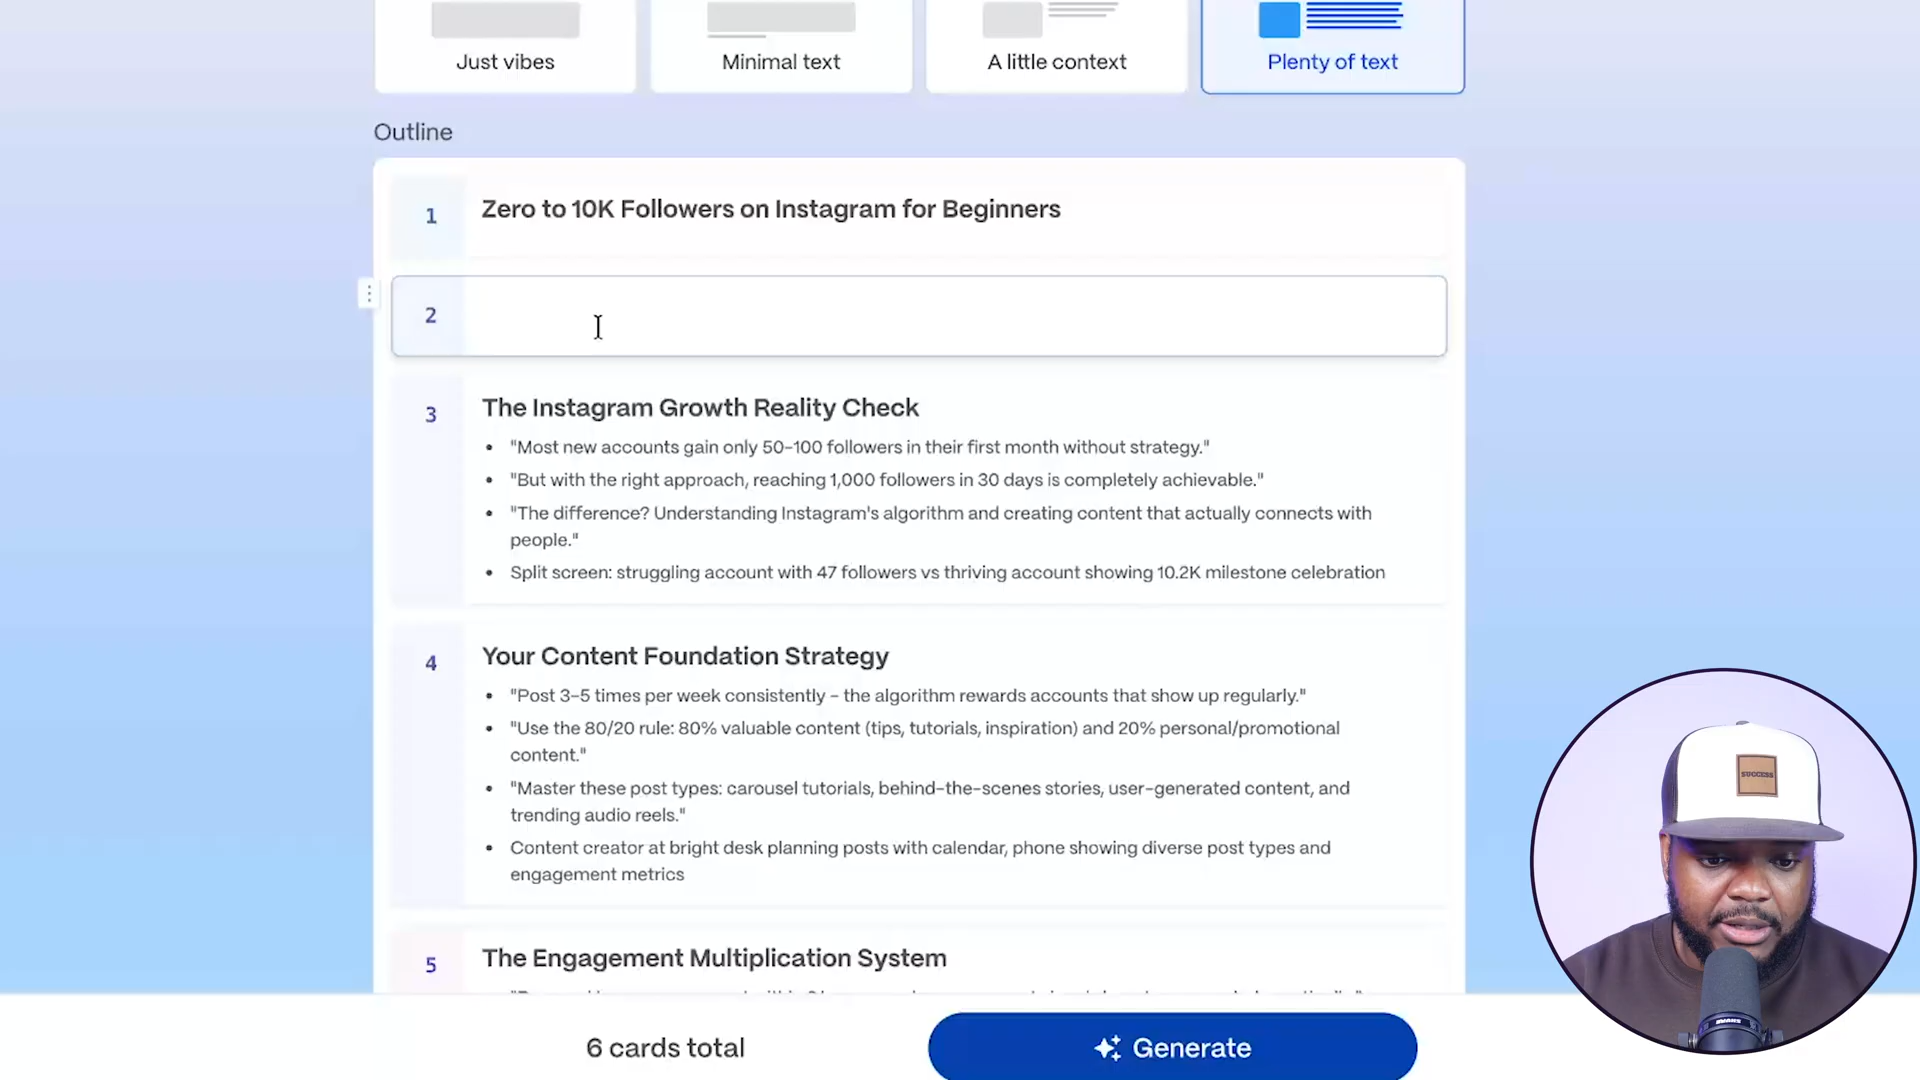 Just vibes
Minimal text
A little context
Plenty of text
Outline
1
Zero to 10K Followers on Instagram for Beginners
2
3
The Instagram Growth Reality Check
• "Most new accounts gain only 50-100 followers in their first month without strategy."
• "But with the right approach, reaching 1,000 followers in 30 days is completely achievable."
• "The difference? Understanding Instagram's algorithm and creating content that actually connects with
people."
• Split screen: struggling account with 47 followers vs thriving account showing 10.2K milestone celebration
4
Your Content Foundation Strategy
• "Post 3-5 times per week consistently - the algorithm rewards accounts that show up regularly."
• "Use the 80/20 rule: 80% valuable content (tips, tutorials, inspiration) and 20% personal/promotional
content."
• "Master these post types: carousel tutorials, behind-the-scenes stories, user-generated content, and
trending audio reels."
• Content creator at bright desk planning posts with calendar, phone showing diverse post types and
engagement metrics
5
The Engagement Multiplication System
6 cards total
Generate
SUCCESS